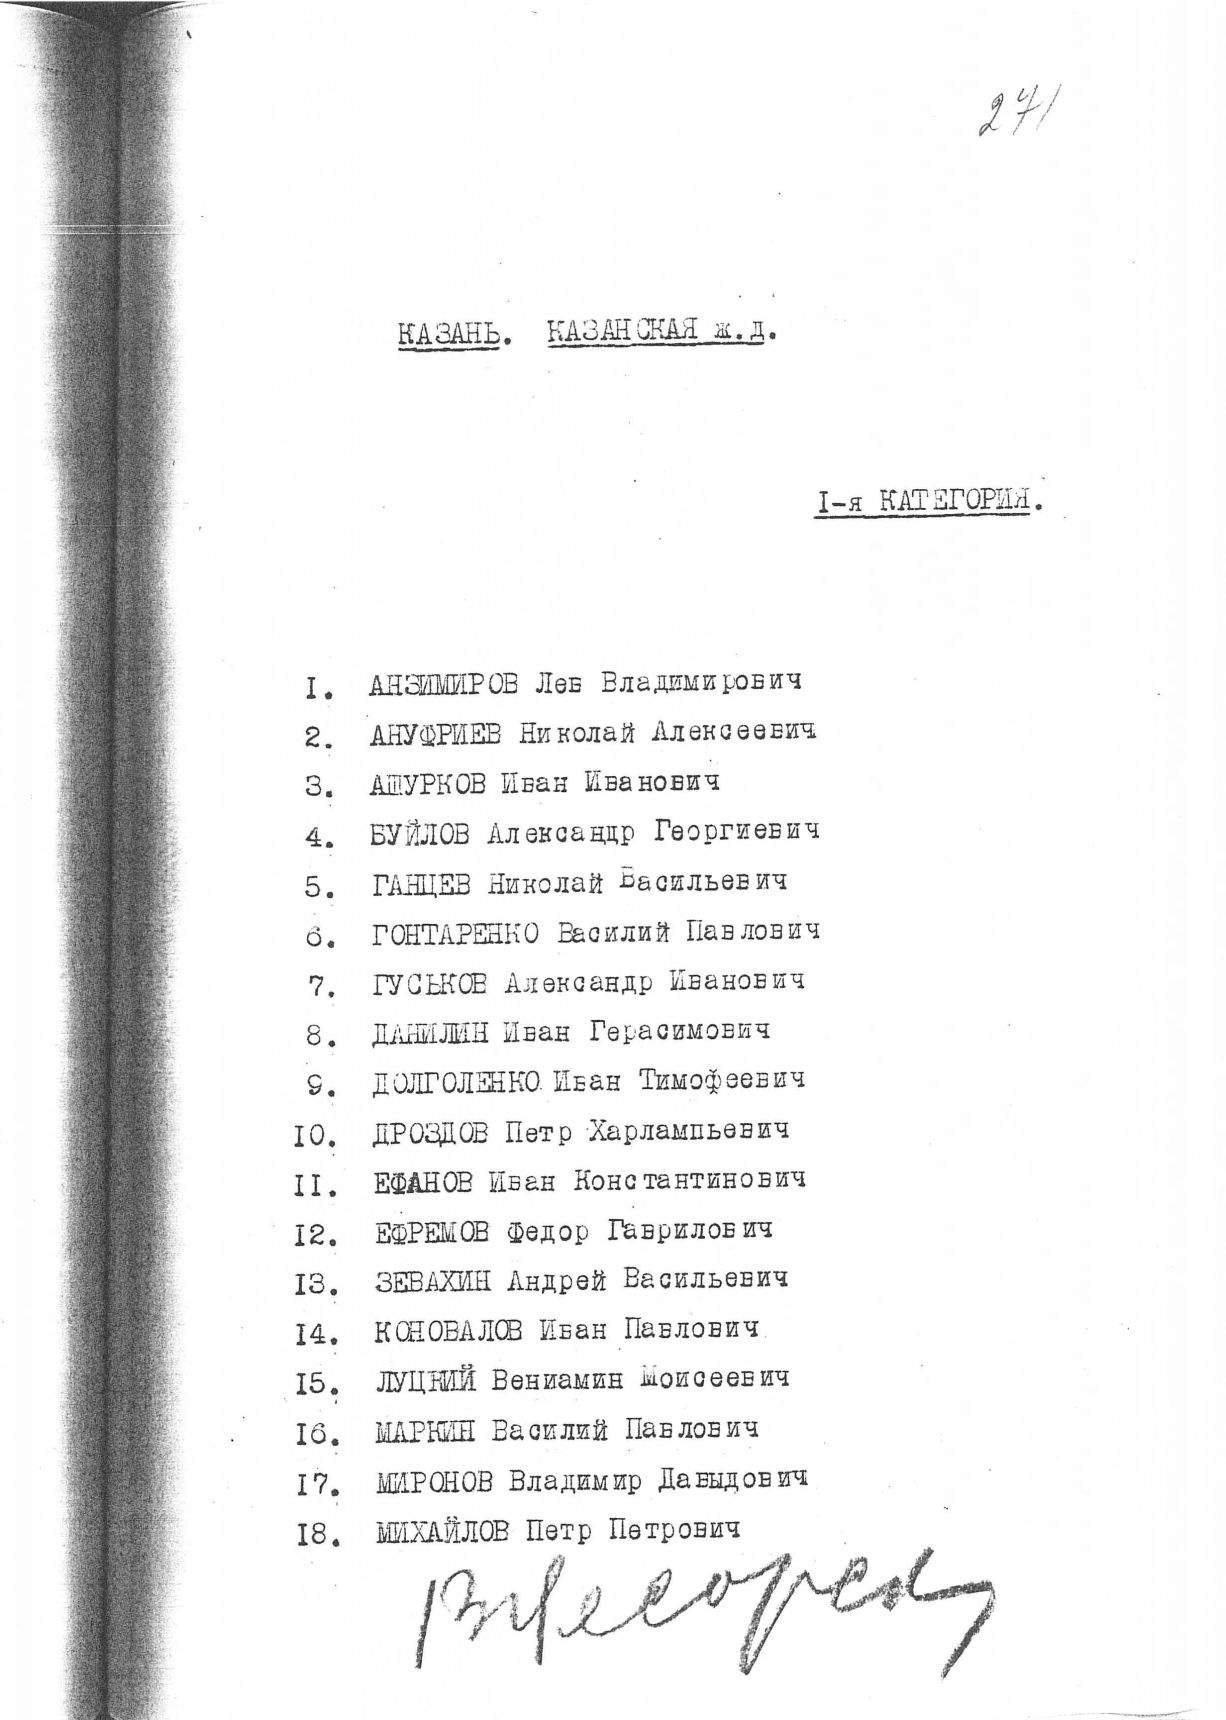 271
КАЗАНЬ. КАЗАНСКАЯ ж.д.
I-я КАТЕГОРИЯ.
I. АНЗИМИРОВ Лев Владимирович
2. АНУФРИЕВ Николай Алексеевич
3. АШУРКОВ Иван Иванович
4. БУЙЛОВ Александр Георгиевич
5. ГАНЦЕВ Николай Васильевич
6. ГОНТАРЕНКО Василий Павлович
7. ГУСЬКОВ Александр Иванович
8. ДАНИЛИН Иван Герасимович
9. ДОЛГОЛЕНКО Иван Тимофеевич
I0. ДРОЗДОВ Петр Харлампьевич
II. ЕФАНОВ Иван Константинович
I2. ЕФРЕМОВ Федор Гаврилович
I3. ЗЕВАХИН Андрей Васильевич
I4. КОНОВАЛОВ Иван Павлович
I5. ЛУЦКИЙ Вениамин Моисеевич
I6. МАРКИН Василий Павлович
I7. МИРОНОВ Владимир Давыдович
I8. МИХАЙЛОВ Петр Петрович